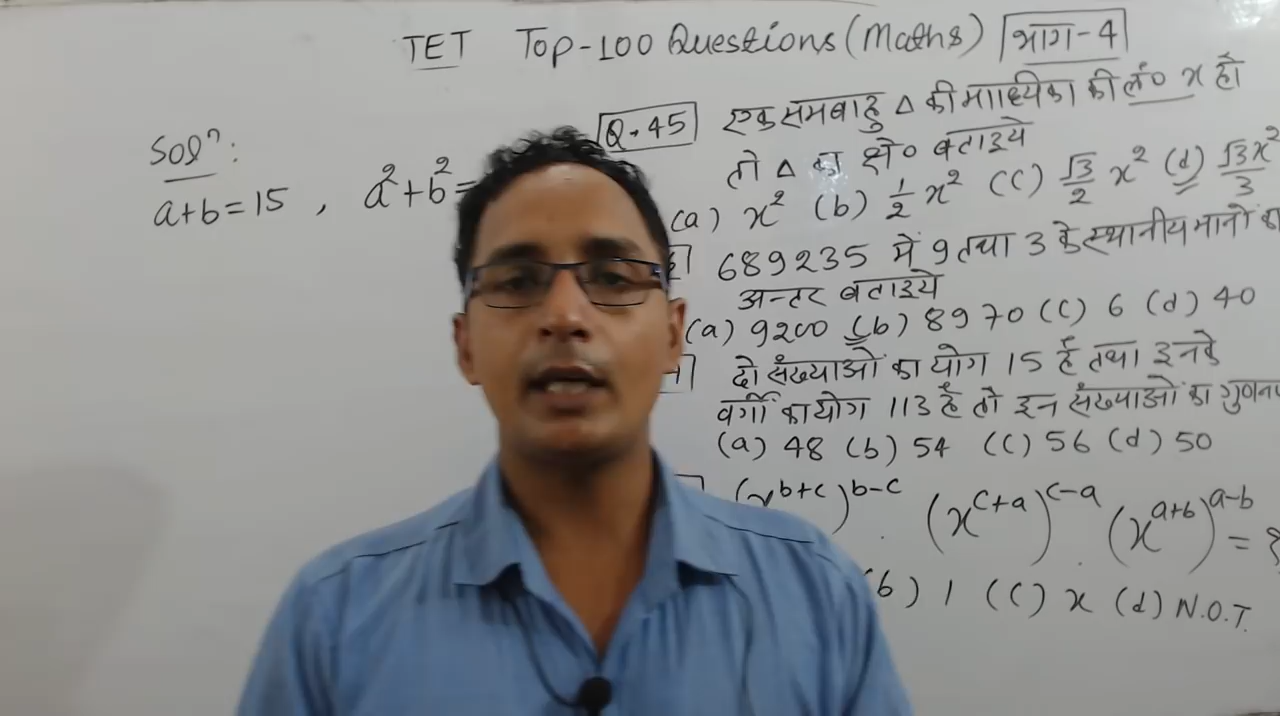 TET Top-100 Questions (Maths) भाग-4
Solⁿ:
a+b=15 , a²+b²=
Q.45 एक समबाहु △ की माध्यिका की लं० x हो
तो △ का क्षे० बताइये
(a) x² (b) 1/2 x² (c) √3/2 x² (d) √3x²/3
689235 में 9 तथा 3 के स्थानीय मानों का
अन्तर बताइये
(a) 9200 (b) 8970 (c) 6 (d) 40
दो संख्याओं का योग 15 है तथा इनके
वर्गों का योग 113 है तो इन संख्याओं का
(a) 48 (b) 54 (c) 56 (d) 50
(x^{b+c})^{b-c} . (x^{c+a})^{c-a} . (x^{a+b})^{a-b} = ?
b) 1 (c) x (d) N.O.T.